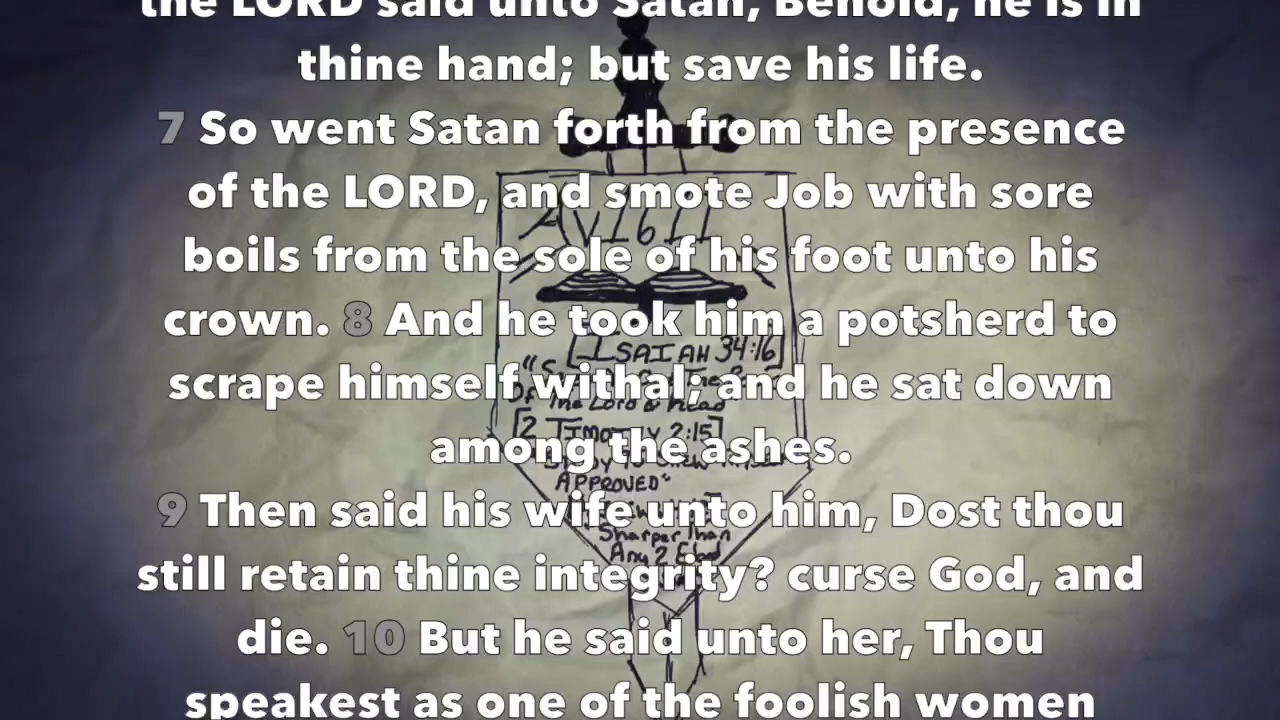 the LORD said unto Satan, Behold, he is in
thine hand; but save his life.
7 So went Satan forth from the presence
of the LORD, and smote Job with sore
boils from the sole of his foot unto his
crown. 8 And he took him a potsherd to
scrape himself withal; and he sat down
among the ashes.
9 Then said his wife unto him, Dost thou
still retain thine integrity? curse God, and
die. 10 But he said unto her, Thou
speakest as one of the foolish women
AV1611
[ISAIAH 34:16]
Of The Lord & Read
[2 TIMOTHY 2:15]
APPROVED"
Sharper Than
Any 2 Edged